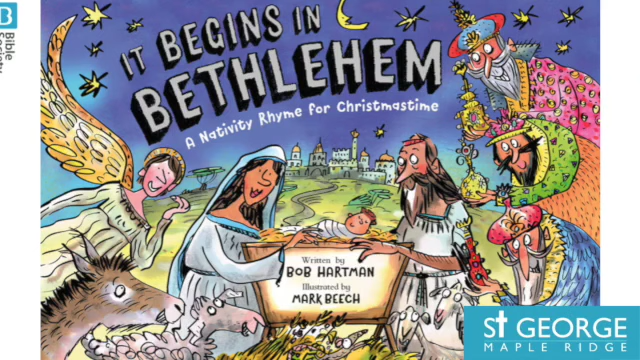 B
Bible
Society
IT BEGINS IN
BETHLEHEM
A Nativity Rhyme for Christmastime
Written by
BOB HARTMAN
Illustrated by
MARK BEECH
St GEORGE
MAPLE RIDGE